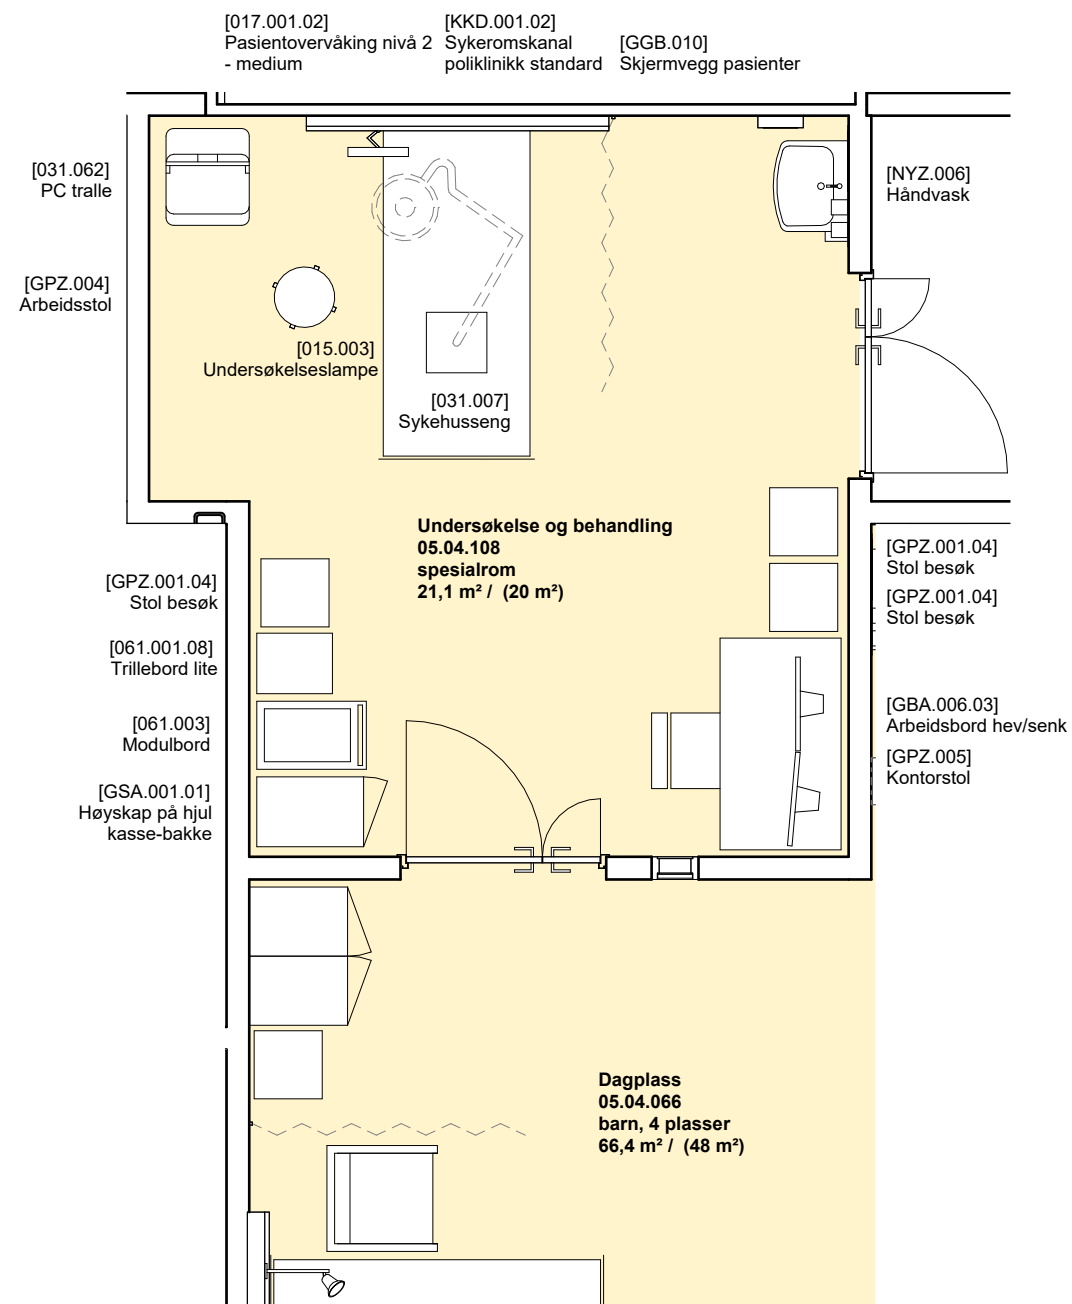 [017.001.02]
Pasientovervåking nivå 2
- medium
[KKD.001.02]
Sykeromskanal
poliklinikk standard
[GGB.010]
Skjermvegg pasienter
[031.062]
PC tralle
[NYZ.006]
Håndvask
[GPZ.004]
Arbeidsstol
[015.003]
Undersøkelseslampe
[031.007]
Sykehusseng
Undersøkelse og behandling
05.04.108
spesialrom
21,1 m² / (20 m²)
[GPZ.001.04]
Stol besøk
[GPZ.001.04]
Stol besøk
[GPZ.001.04]
Stol besøk
[061.001.08]
Trillebord lite
[061.003]
Modulbord
[GBA.006.03]
Arbeidsbord hev/senk
[GPZ.005]
Kontorstol
[GSA.001.01]
Høyskap på hjul
kasse-bakke
Dagplass
05.04.066
barn, 4 plasser
66,4 m² / (48 m²)